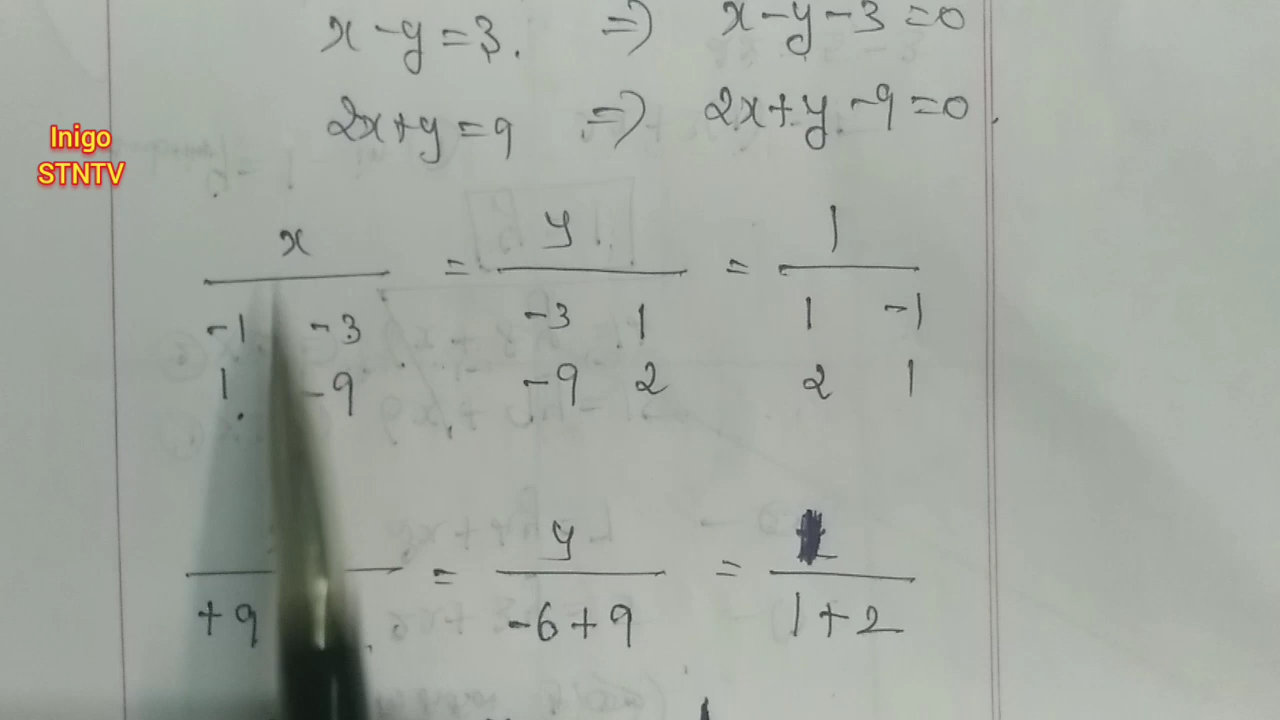 x - y = 3. ⇒ x - y - 3 = 0
2x + y = 9 ⇒ 2x + y - 9 = 0.
Inigo
STNTV
x = y = 1
-1 -3 -3 1 1 -1
1 -9 -9 2 2 1
y = 1
+9 -6+9 1+2